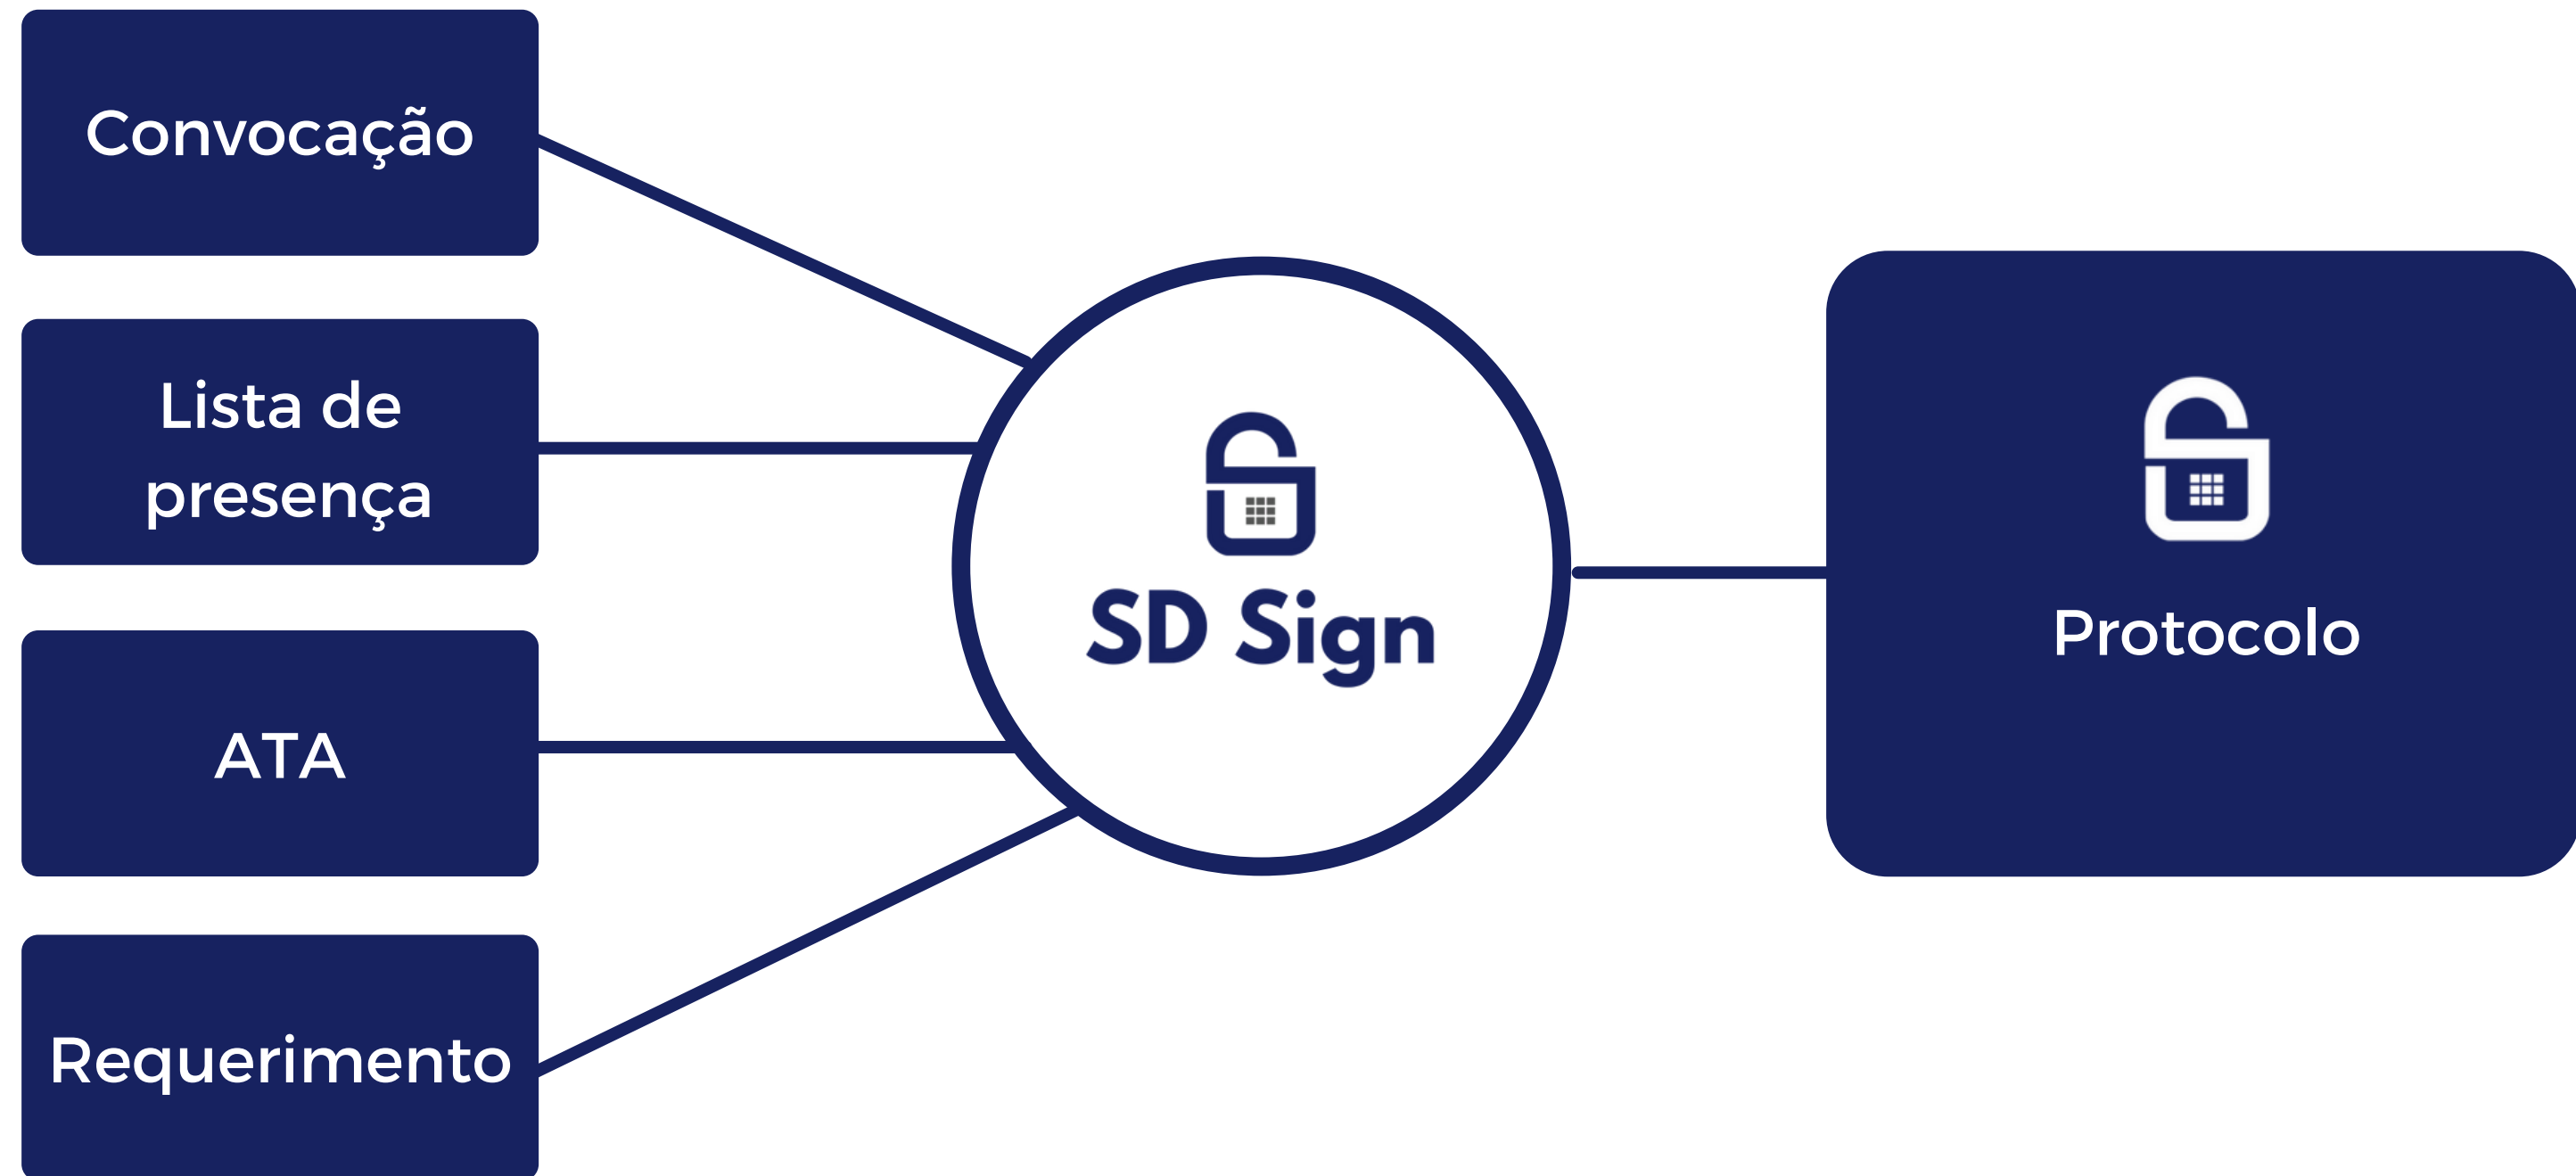 Convocação
Lista de
presença
ATA
Requerimento
SD Sign
Protocolo